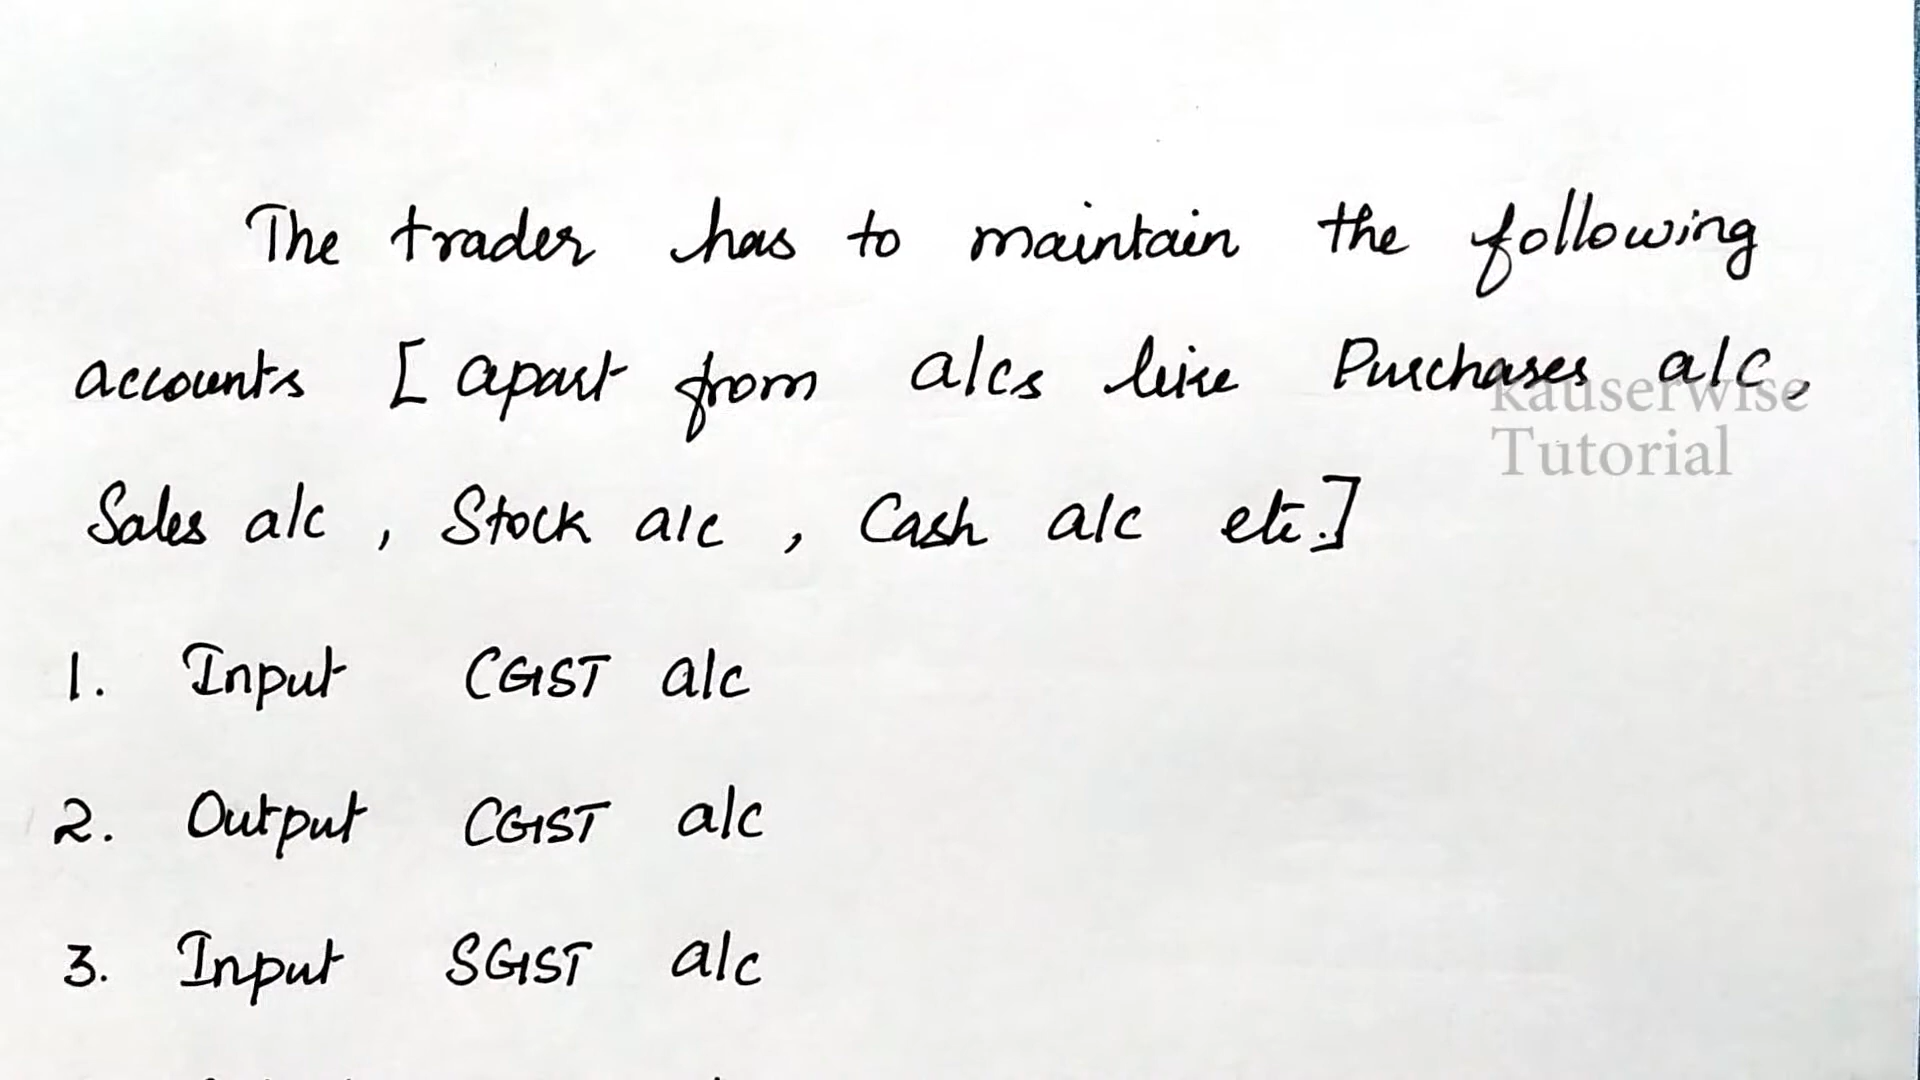 The trader has to maintain the following
accounts [ apart from a/cs like Purchases a/c,
kauserwise
Tutorial
Sales a/c , Stock a/c , Cash a/c etc.]
1. Input CGST a/c
2. Output CGST a/c
3. Input SGST a/c